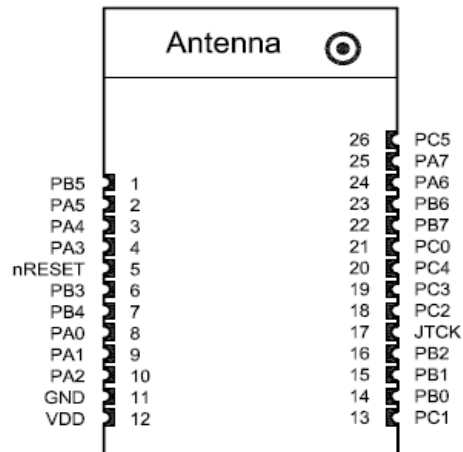 Antenna
26 PC5
25 PA7
PB5 1 24 PA6
PA5 2 23 PB6
PA4 3 22 PB7
PA3 4 21 PC0
nRESET 5 20 PC4
PB3 6 19 PC3
PB4 7 18 PC2
PA0 8 17 JTCK
PA1 9 16 PB2
PA2 10 15 PB1
GND 11 14 PB0
VDD 12 13 PC1